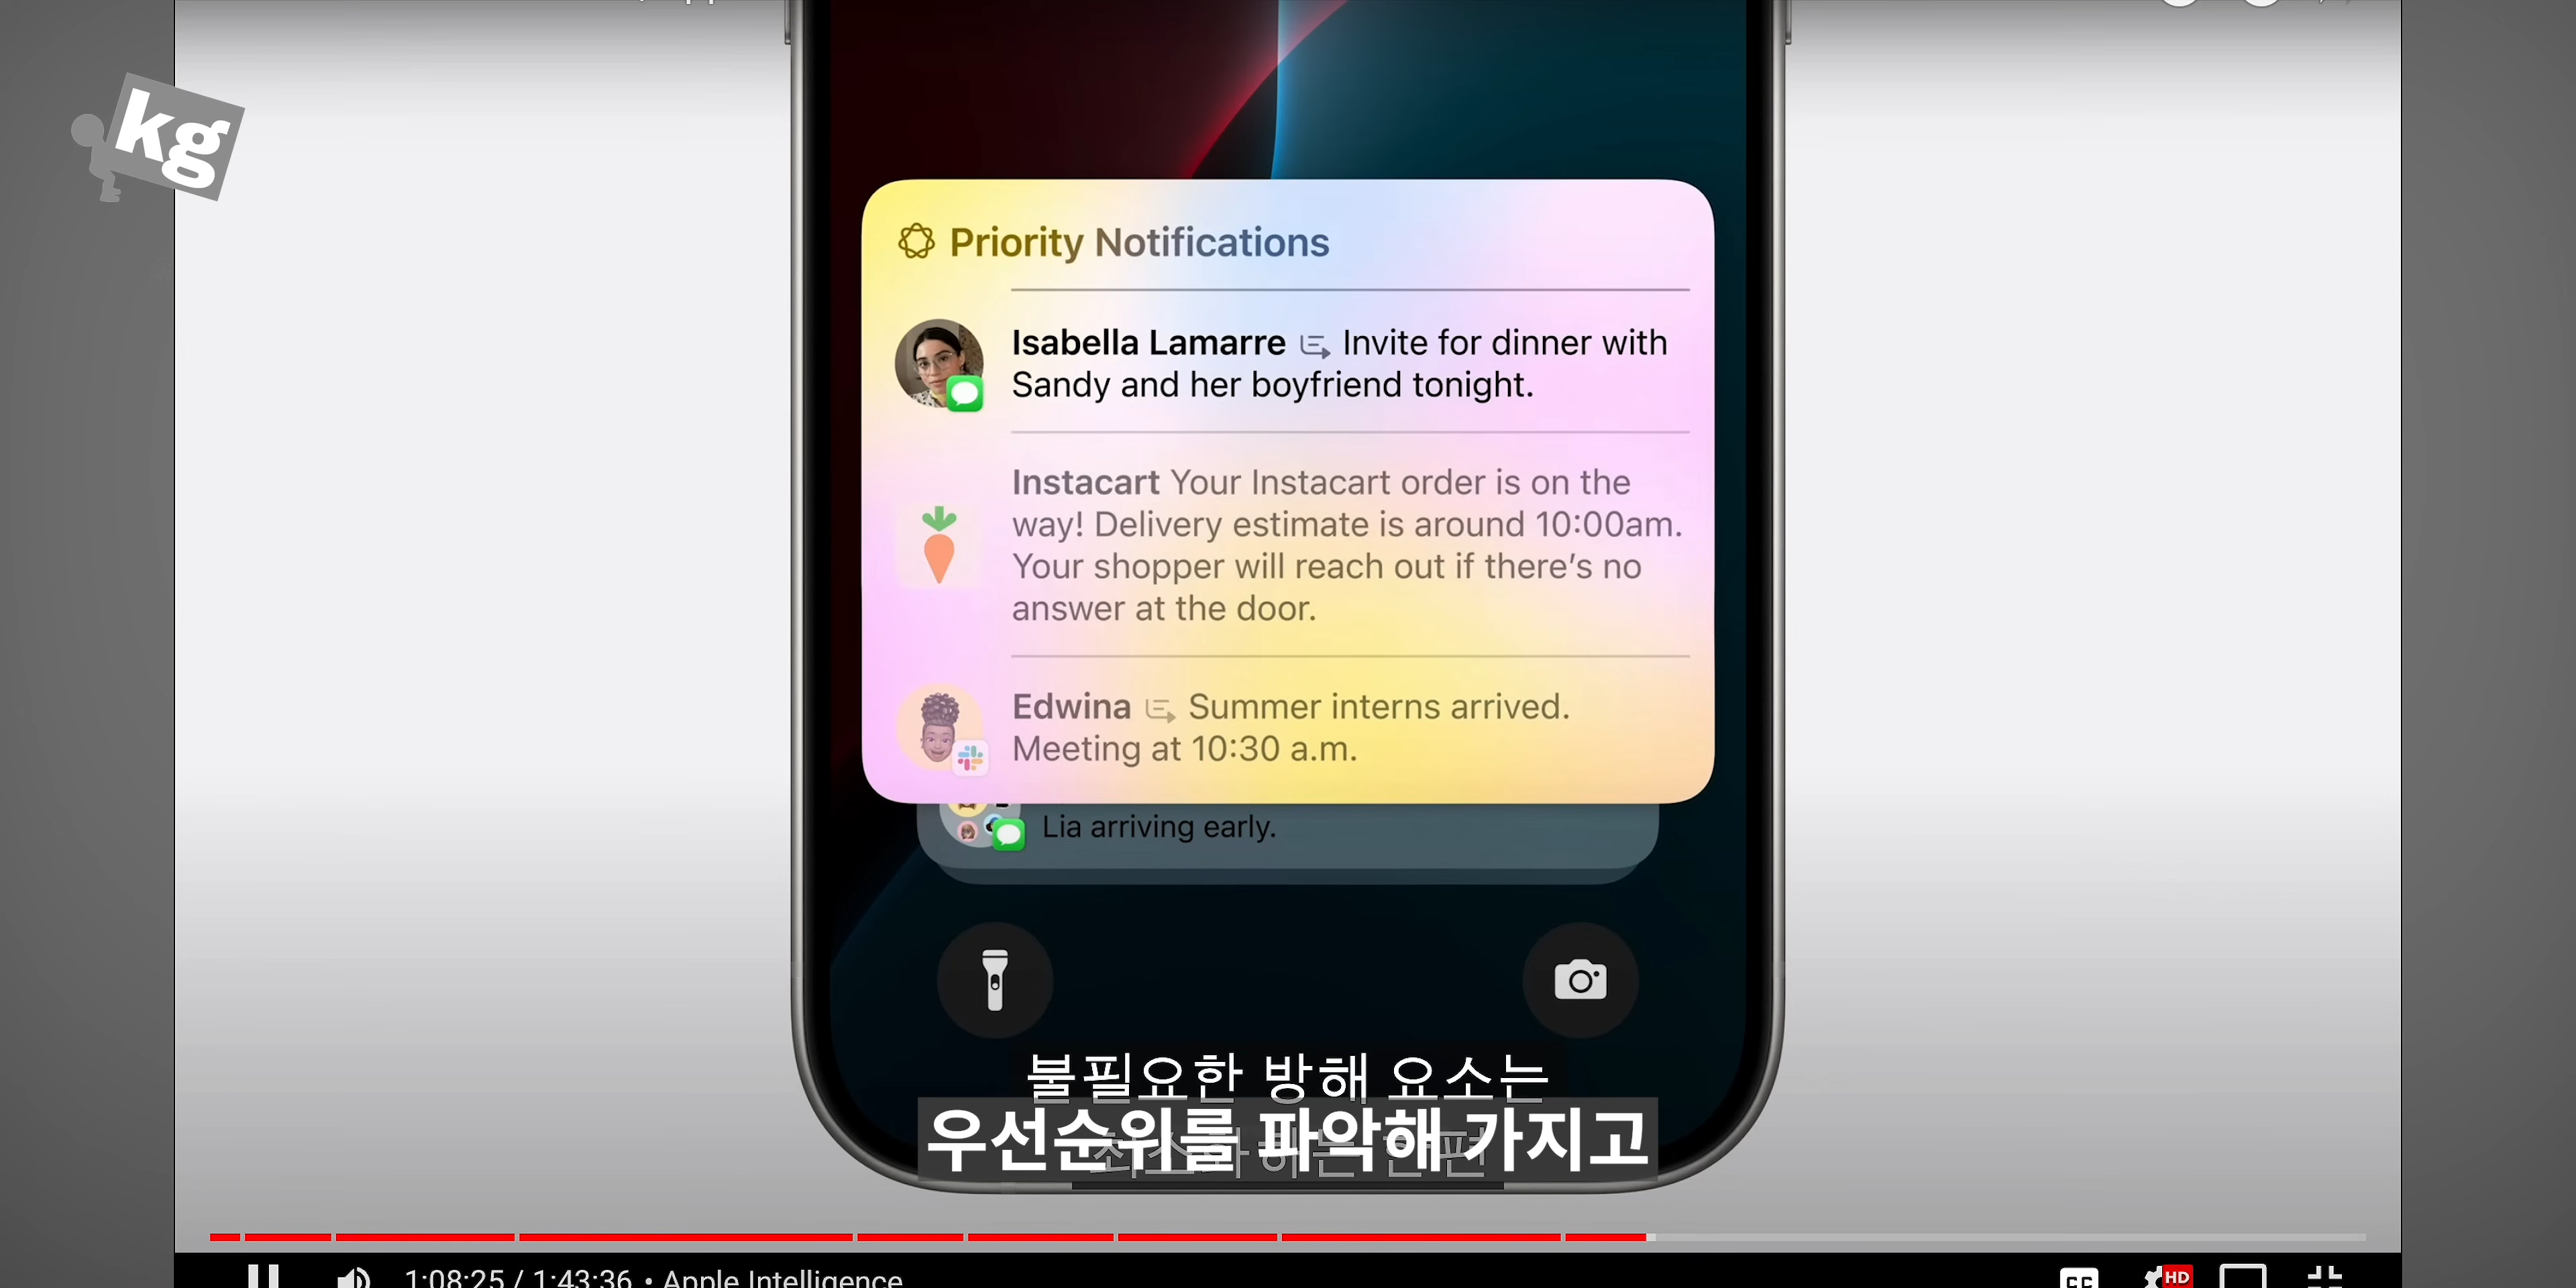 kg
Priority Notifications
Isabella Lamarre Invite for dinner with
Sandy and her boyfriend tonight.
Instacart Your Instacart order is on the
way! Delivery estimate is around 10:00am.
Your shopper will reach out if there's no
answer at the door.
Edwina Summer interns arrived.
Meeting at 10:30 a.m.
Lia arriving early.
불필요한 방해 요소는
우선순위를 파악해 가지고
1:08:25 / 1:43:36 • Apple Intelligence
CC
HD